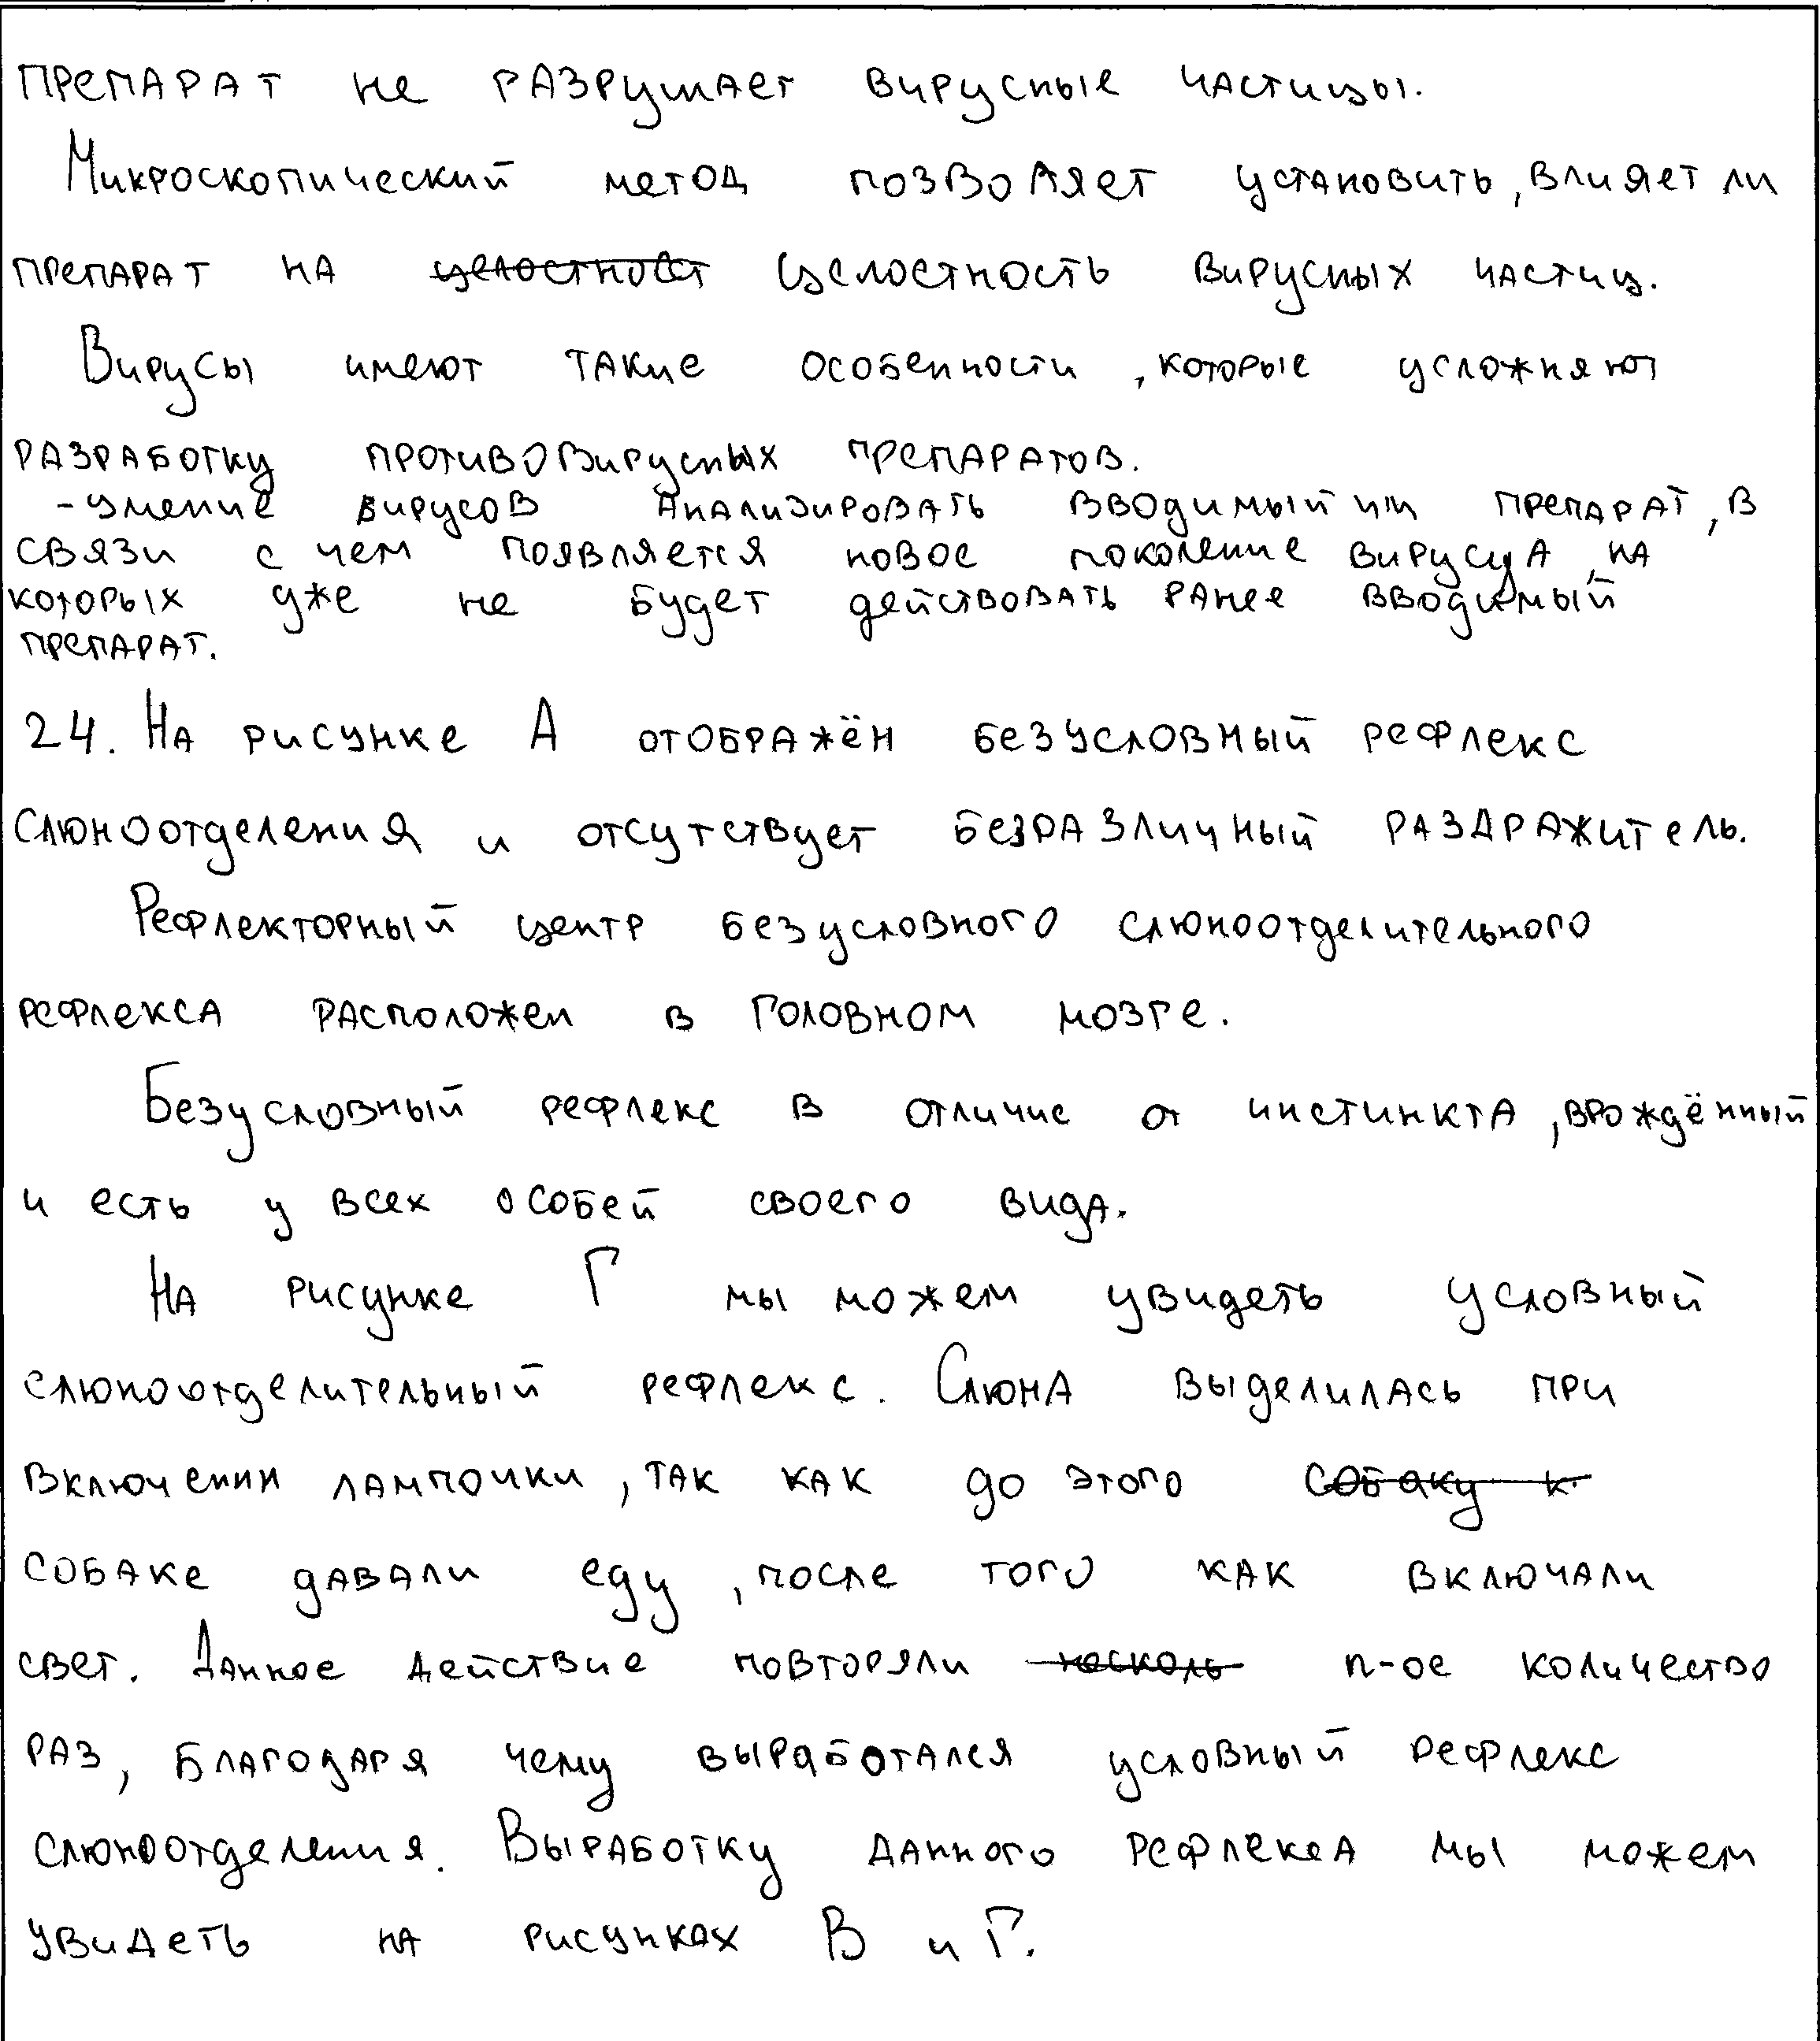 препарат не разрушает вирусные частицы.
Микроскопический метод позволяет установить, влияет ли
препарат на ~~целостност~~ целостность вирусных частиц.
Вирусы имеют такие особенности, которые усложняют
разработку противовирусных препаратов.
- умение вирусов анализировать вводимый им препарат, в
связи с чем появляется новое поколение вируса, на
которых уже не будет действовать ранее вводимый
препарат.
24. На рисунке А отображён безусловный рефлекс
слюноотделения и отсутствует безразличный раздражитель.
Рефлекторный центр безусловного слюноотделительного
рефлекса расположен в головном мозге.
Безусловный рефлекс в отличие от инстинкта, врождённый
и есть у всех особей своего вида.
На рисунке Г мы можем увидеть условный
слюноотделительный рефлекс. Слюна выделилась при
включении лампочки, так как до этого ~~собаку к~~
собаке давали еду, после того как включали
свет. Данное действие повторяли ~~несколь~~ n-ое количество
раз, благодаря чему выработался условный рефлекс
слюноотделения. Выработку данного рефлекса мы можем
увидеть на рисунках В и Г.